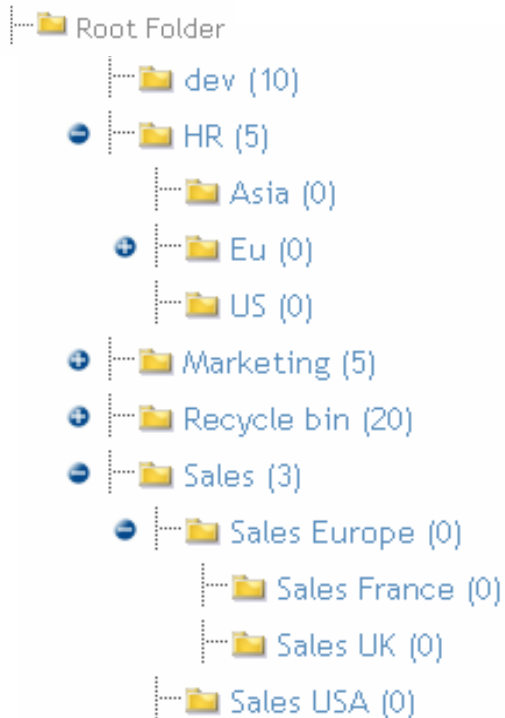 Root Folder
dev (10)
HR (5)
Asia (0)
Eu (0)
US (0)
Marketing (5)
Recycle bin (20)
Sales (3)
Sales Europe (0)
Sales France (0)
Sales UK (0)
Sales USA (0)